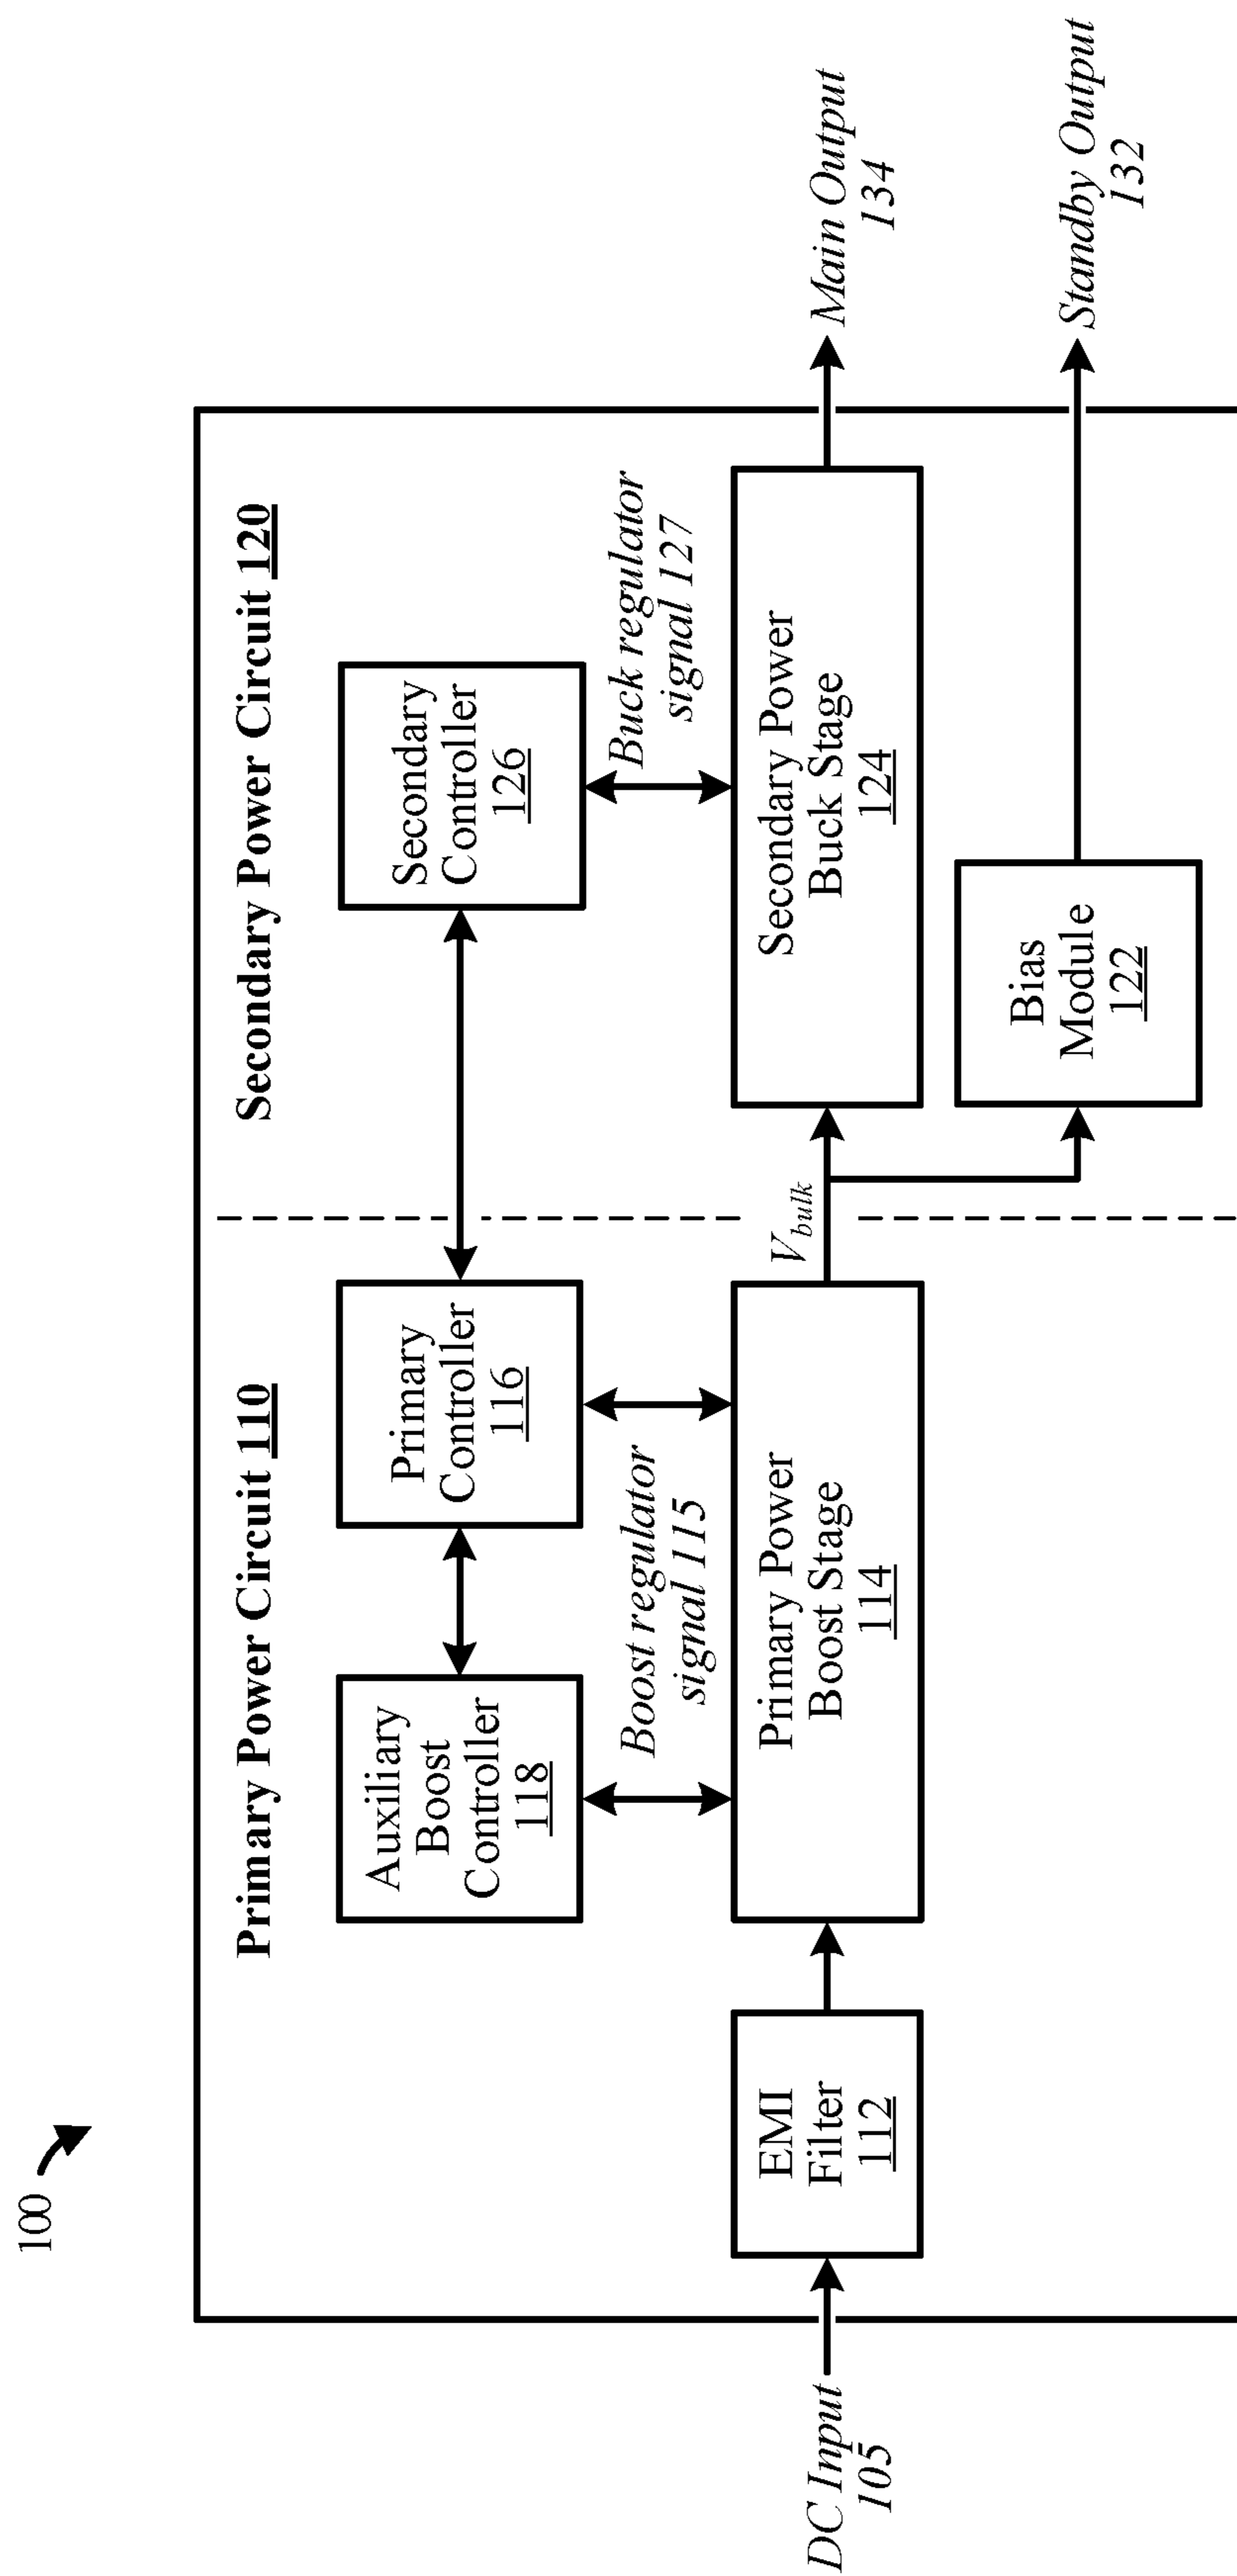 100
Primary Power Circuit 110
Secondary Power Circuit 120
Auxiliary
Boost
Controller
118
Primary
Controller
116
Secondary
Controller
126
Boost regulator
signal 115
Buck regulator
signal 127
DC Input
105
EMI
Filter
112
Primary Power
Boost Stage
114
Vbulk
Secondary Power
Buck Stage
124
Main Output
134
Bias
Module
122
Standby Output
132